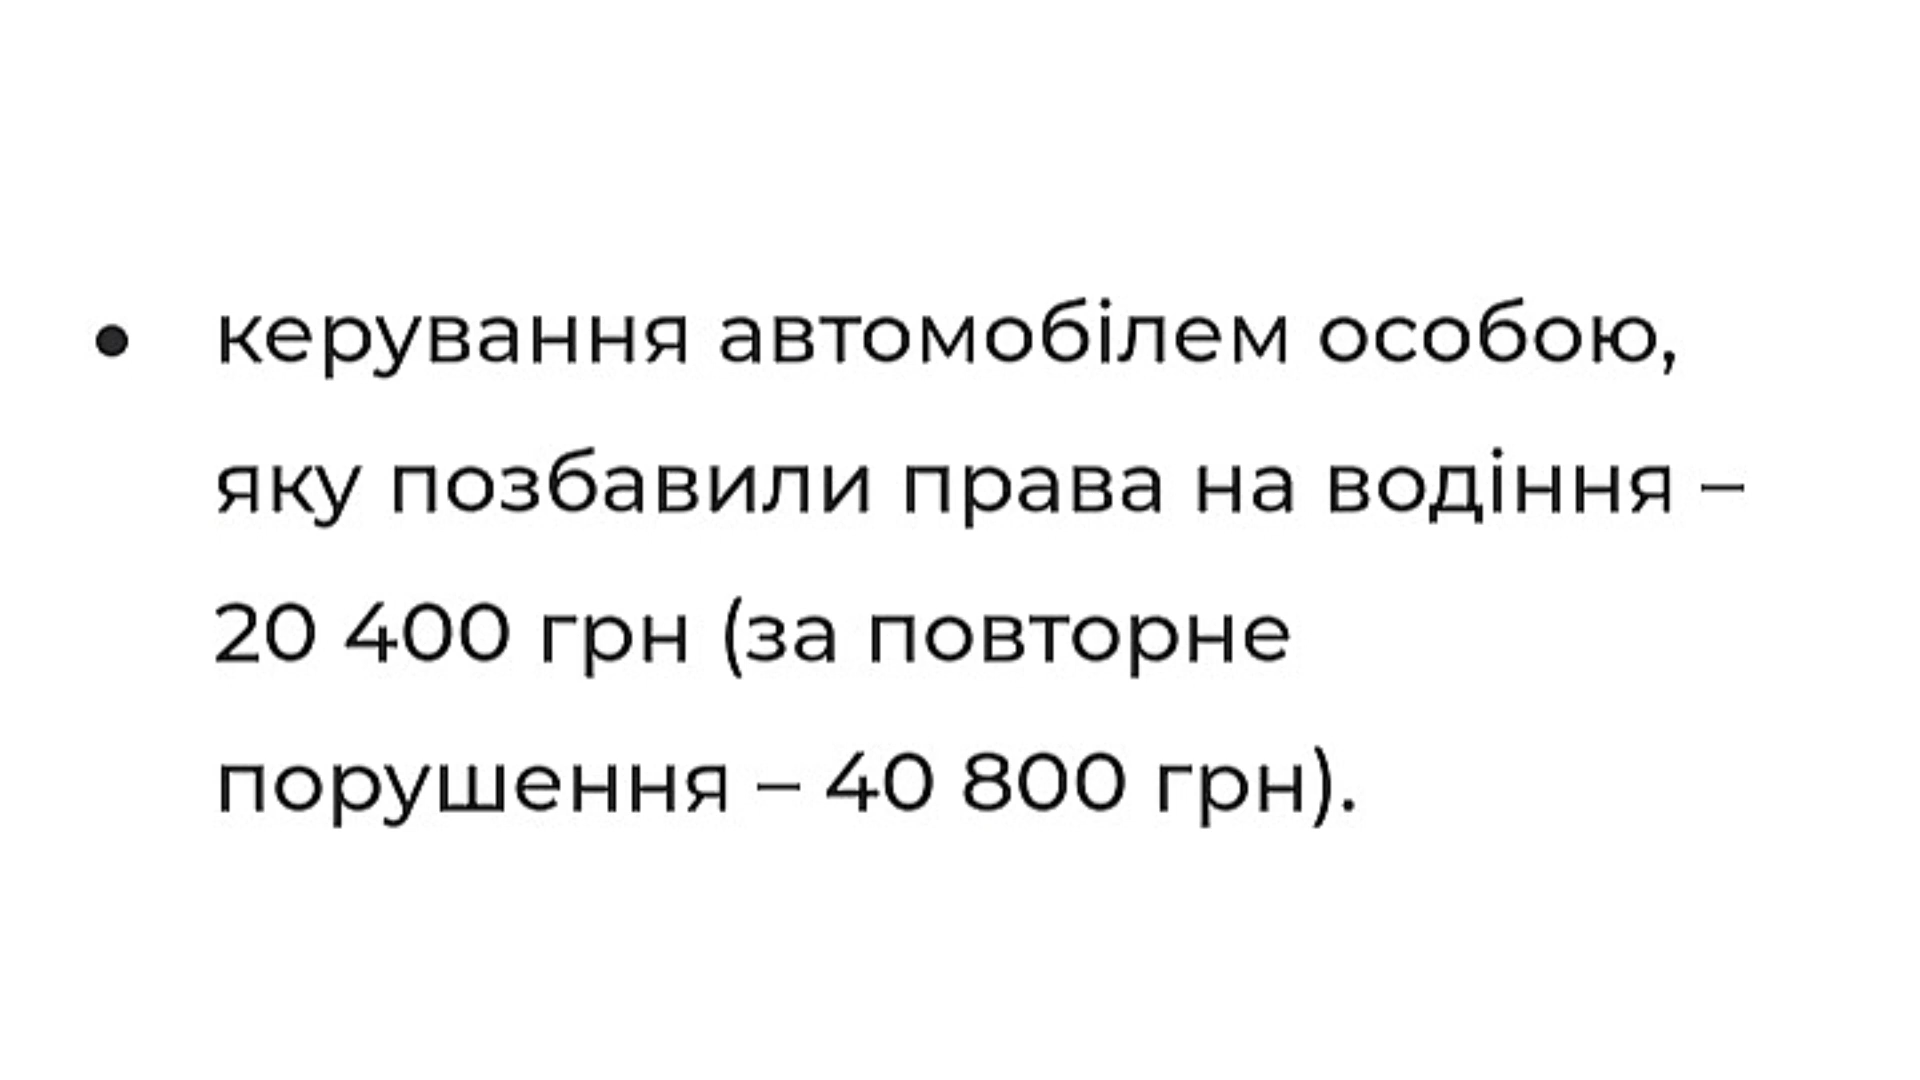 • керування автомобілем особою,
яку позбавили права на водіння –
20 400 грн (за повторне
порушення – 40 800 грн).